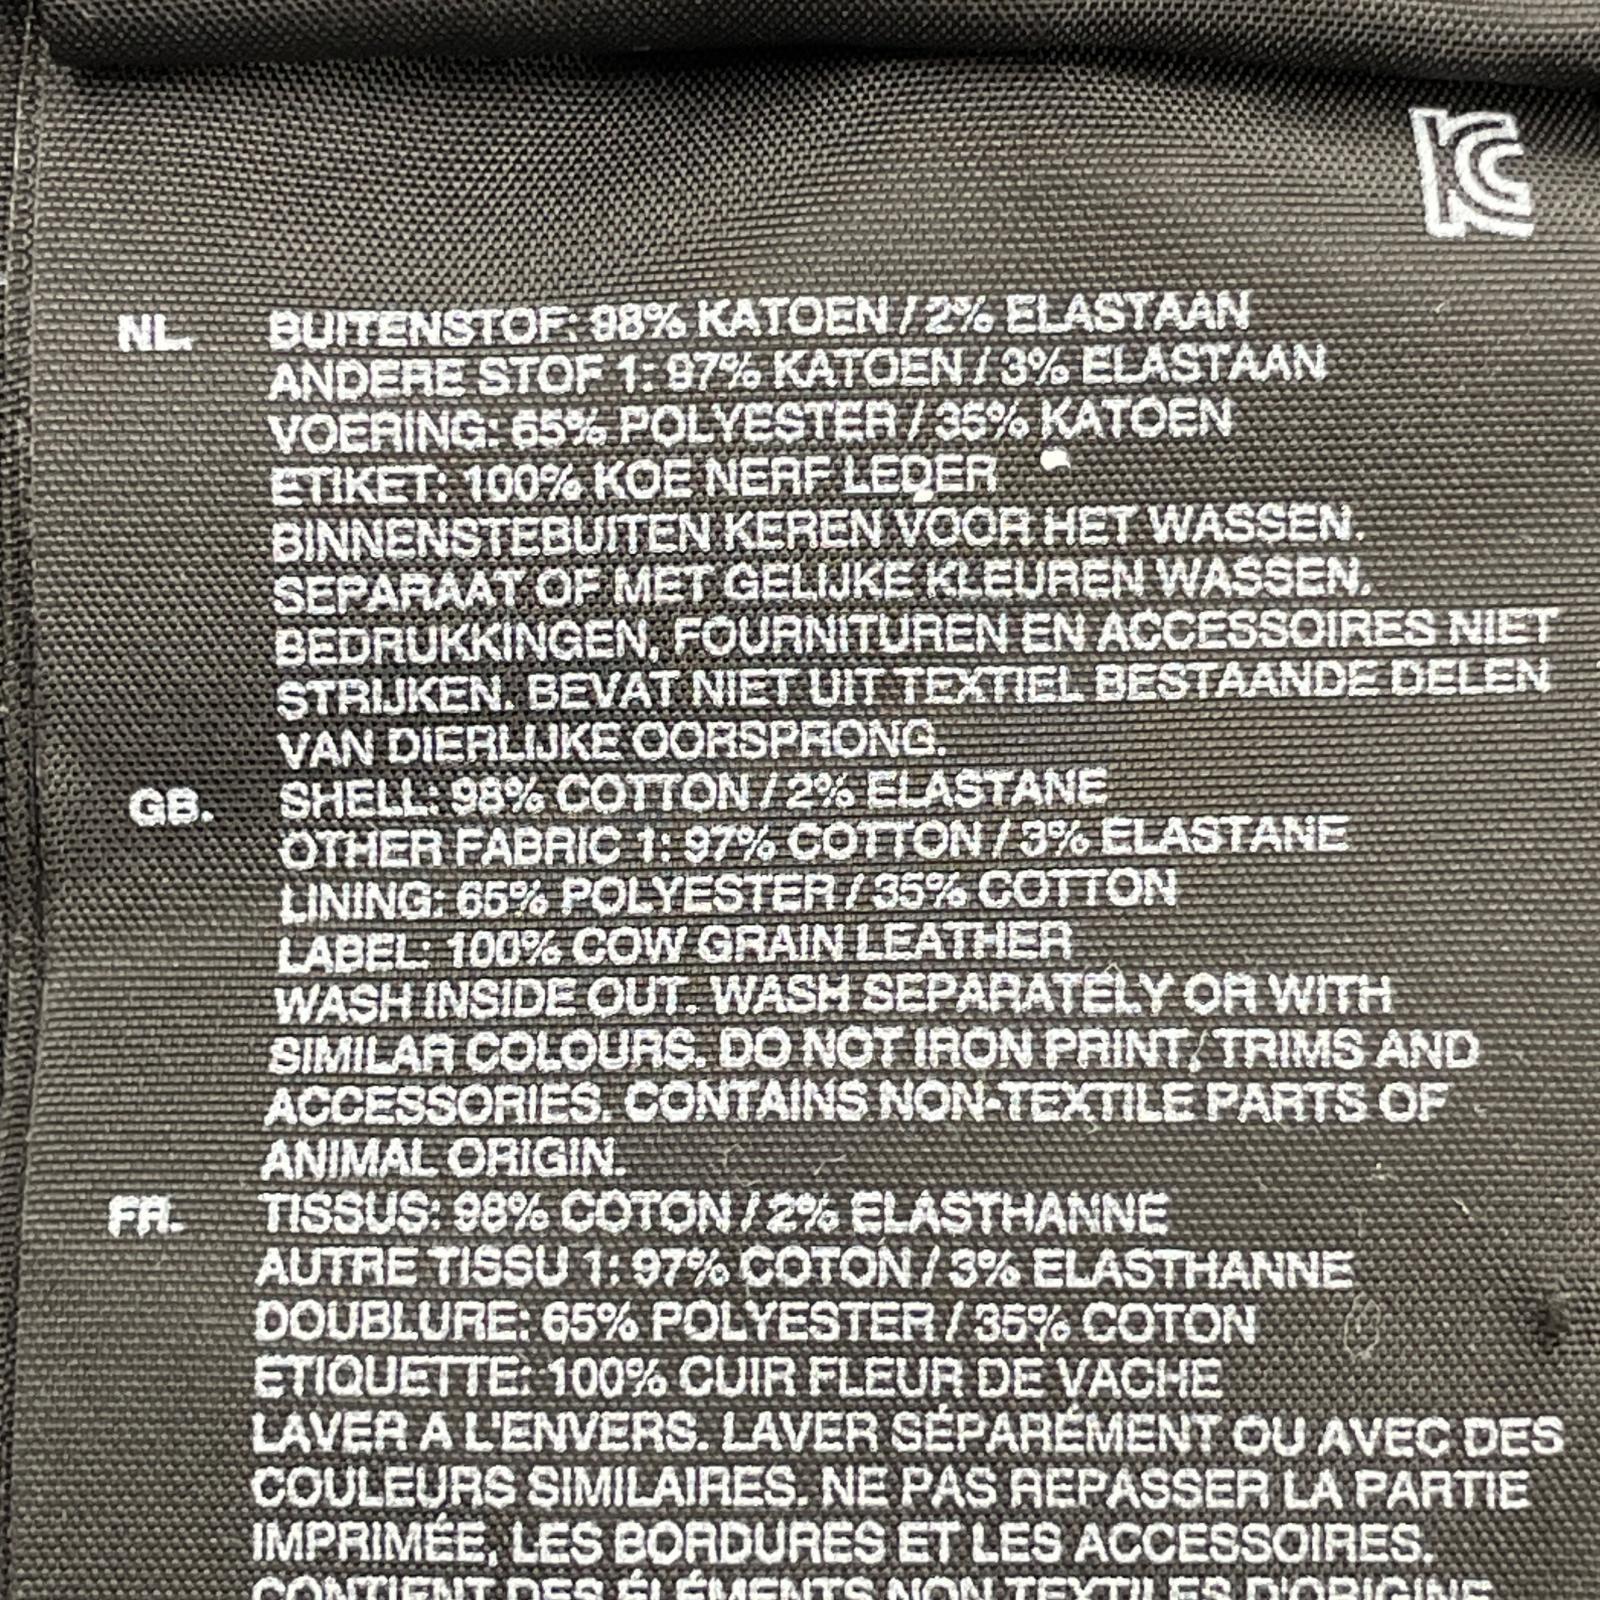 KC
NL. BUITENSTOF: 98% KATOEN / 2% ELASTAAN
ANDERE STOF 1: 97% KATOEN / 3% ELASTAAN
VOERING: 65% POLYESTER / 35% KATOEN
ETIKET: 100% KOE NERF LEDER
BINNENSTEBUITEN KEREN VOOR HET WASSEN.
SEPARAAT OF MET GELIJKE KLEUREN WASSEN.
BEDRUKKINGEN, FOURNITUREN EN ACCESSOIRES NIET
STRIJKEN. BEVAT NIET UIT TEXTIEL BESTAANDE DELEN
VAN DIERLIJKE OORSPRONG.
GB. SHELL: 98% COTTON / 2% ELASTANE
OTHER FABRIC 1: 97% COTTON / 3% ELASTANE
LINING: 65% POLYESTER / 35% COTTON
LABEL: 100% COW GRAIN LEATHER
WASH INSIDE OUT. WASH SEPARATELY OR WITH
SIMILAR COLOURS. DO NOT IRON PRINT, TRIMS AND
ACCESSORIES. CONTAINS NON-TEXTILE PARTS OF
ANIMAL ORIGIN.
FR. TISSUS: 98% COTON / 2% ELASTHANNE
AUTRE TISSU 1: 97% COTON / 3% ELASTHANNE
DOUBLURE: 65% POLYESTER / 35% COTON
ETIQUETTE: 100% CUIR FLEUR DE VACHE
LAVER A L'ENVERS. LAVER SÉPARÉMENT OU AVEC DES
COULEURS SIMILAIRES. NE PAS REPASSER LA PARTIE
IMPRIMÉE, LES BORDURES ET LES ACCESSOIRES.
CONTIENT DES ÉLÉMENTS NON TEXTILES D'ORIGINE